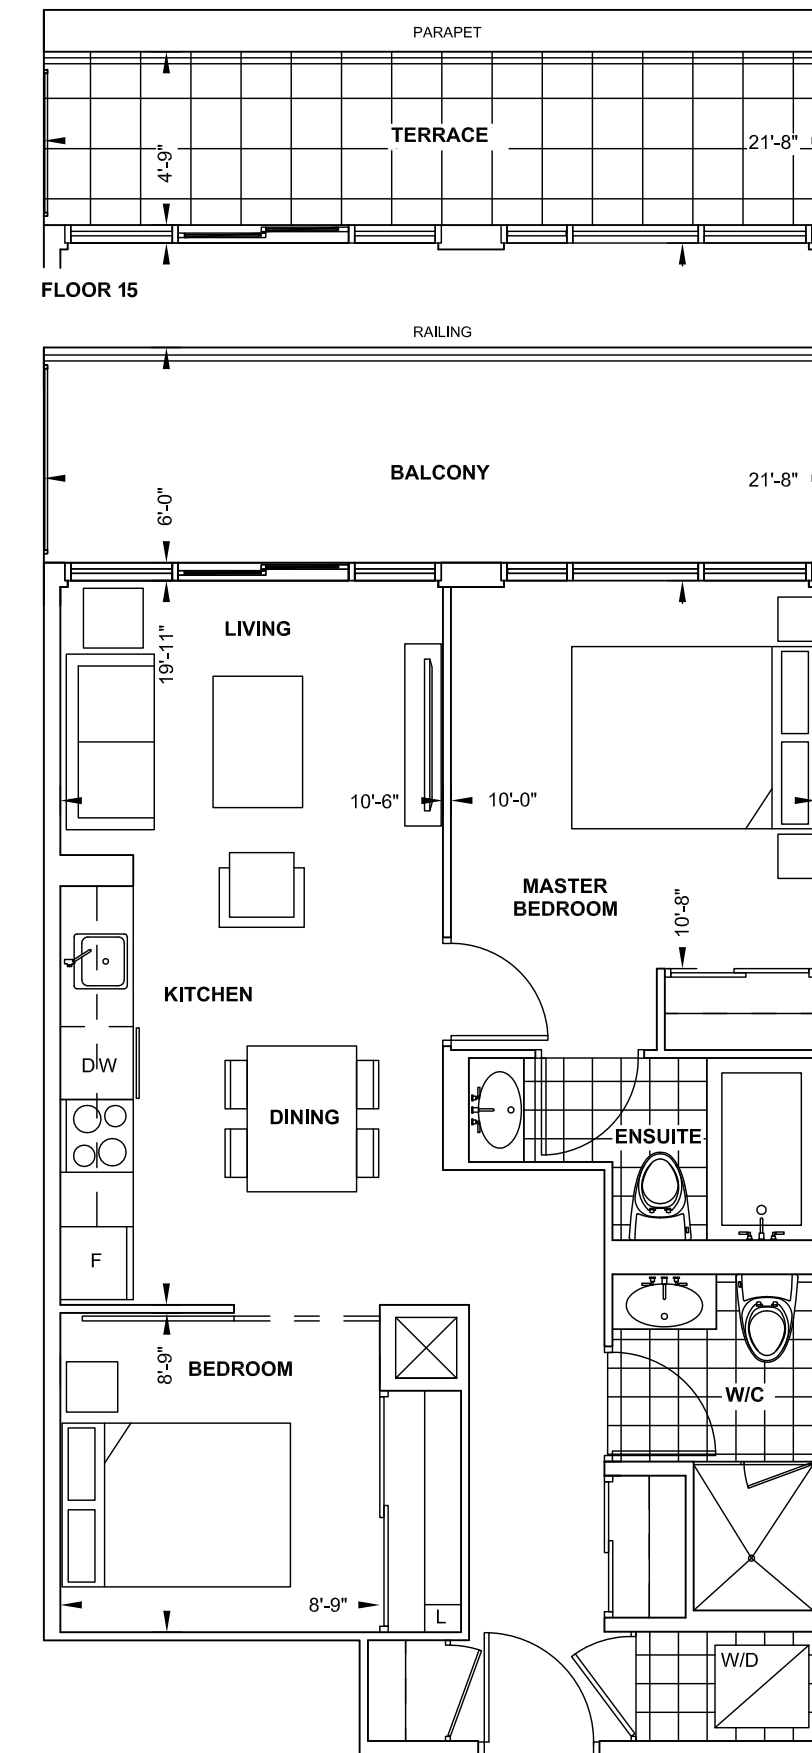 PARAPET
TERRACE
21'-8"
4'-9"
FLOOR 15
RAILING
BALCONY
21'-8"
6'-0"
LIVING
19'-11"
10'-6"
10'-0"
MASTER
BEDROOM
10'-8"
KITCHEN
DW
DINING
ENSUITE
F
8'-9"
BEDROOM
W/C
8'-9"
L
W/D